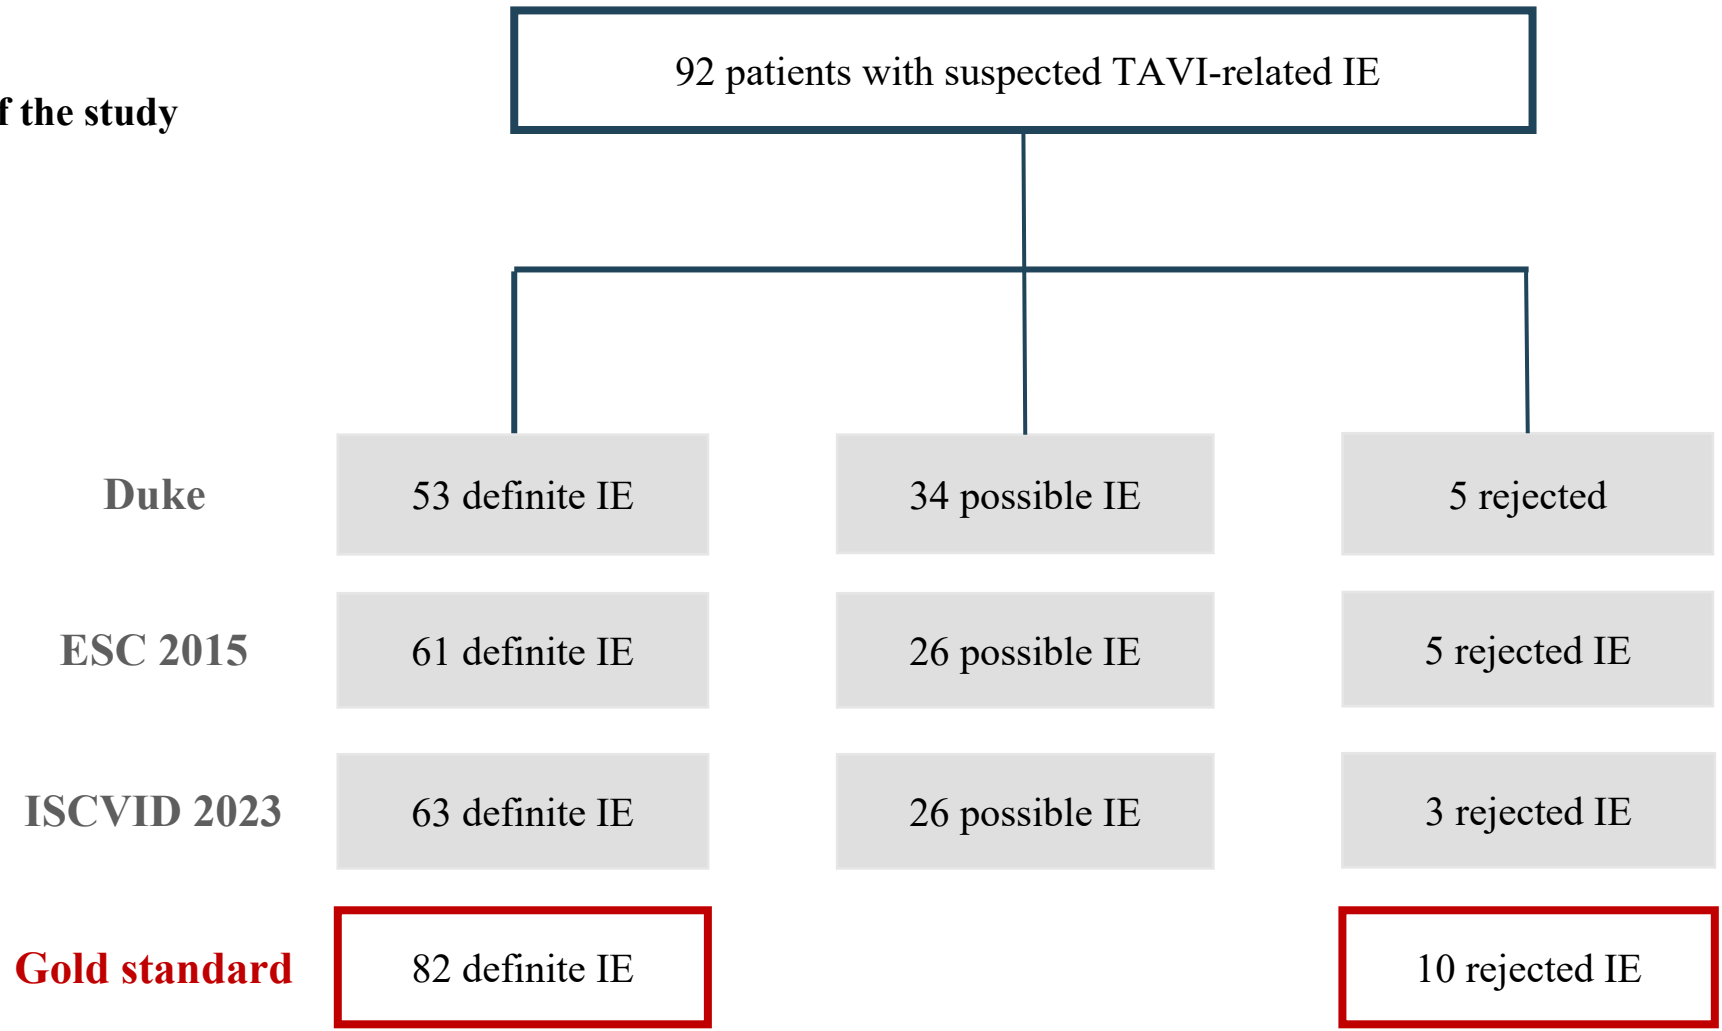 92 patients with suspected TAVI-related IE
f the study
Duke
53 definite IE
34 possible IE
5 rejected
ESC 2015
61 definite IE
26 possible IE
5 rejected IE
ISCVID 2023
63 definite IE
26 possible IE
3 rejected IE
Gold standard
82 definite IE
10 rejected IE